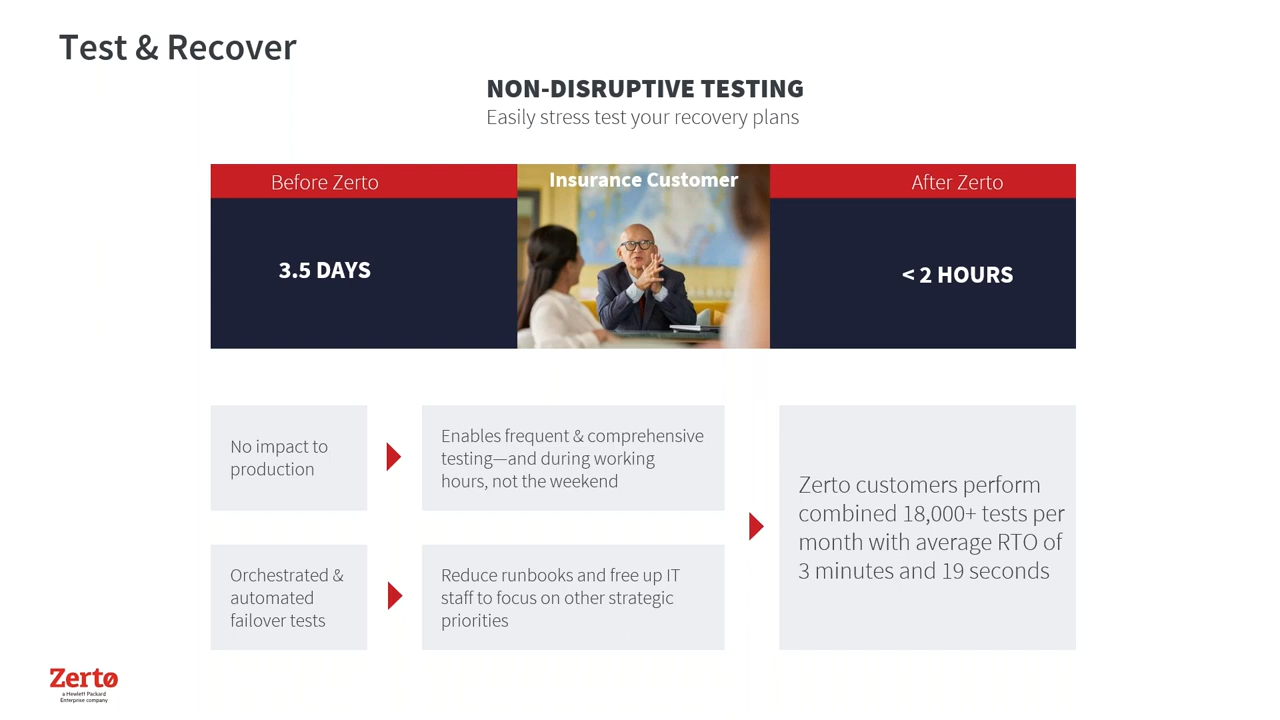 Test & Recover
NON-DISRUPTIVE TESTING
Easily stress test your recovery plans
Before Zerto
Insurance Customer
After Zerto
3.5 DAYS
< 2 HOURS
No impact to
production
Enables frequent & comprehensive
testing—and during working
hours, not the weekend
Orchestrated &
automated
failover tests
Reduce runbooks and free up IT
staff to focus on other strategic
priorities
Zerto customers perform
combined 18,000+ tests per
month with average RTO of
3 minutes and 19 seconds
Zerto
a Hewlett Packard
Enterprise company